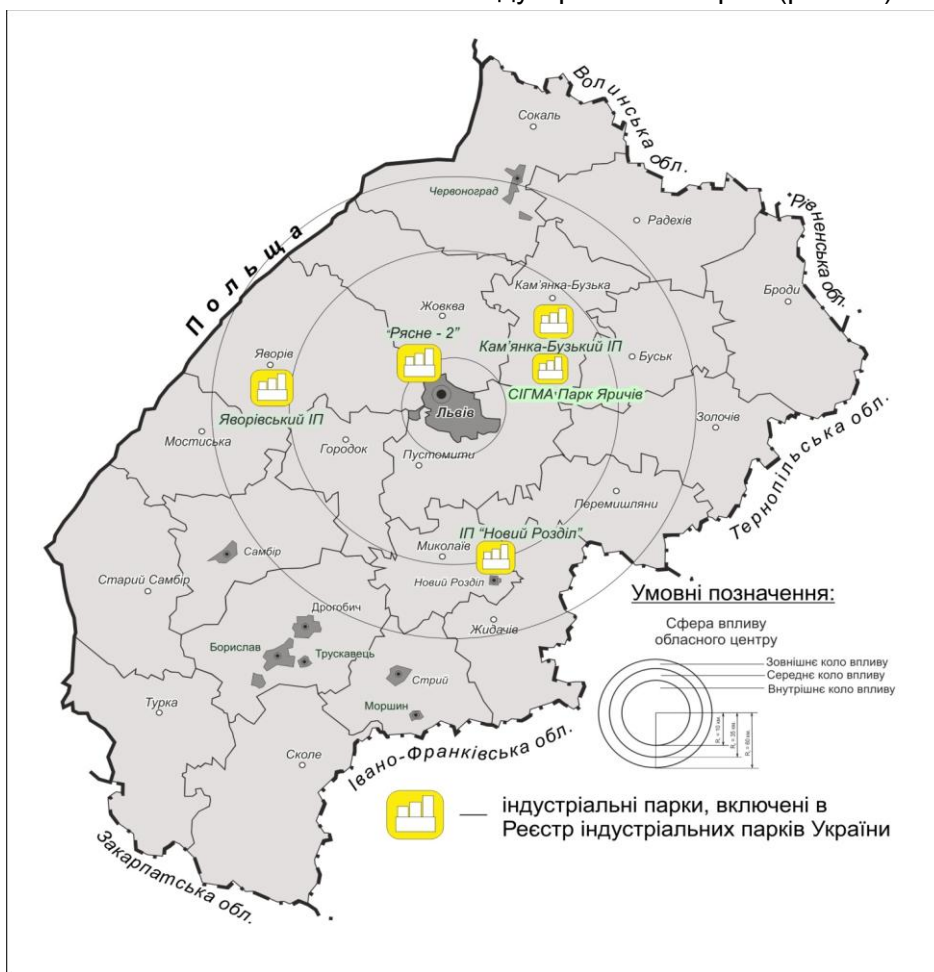 Волинська обл.
Сокаль
Червоноград
Радехів
Рівненська обл.
Польща
Кам'янка-Бузька
Броди
Жовква
"Рясне - 2"
Кам'янка-Бузький ІП
Яворів
Буськ
СІГМА Парк Яричів
Львів
Яворівський ІП
Золочів
Мостиська
Городок
Пустомити
Тернопільська обл.
Перемишляни
ІП "Новий Розділ"
Миколаїв
Самбір
Новий Розділ
Старий Самбір
Умовні позначення:
Дрогобич
Жидачів
Сфера впливу
обласного центру
Борислав
Трускавець
Зовнішнє коло впливу
Середнє коло впливу
Внутрішнє коло впливу
Стрий
Турка
Моршин
Сколе
Івано-Франківська обл.
індустріальні парки, включені в
Реєстр індустріальних парків України
Закарпатська обл.